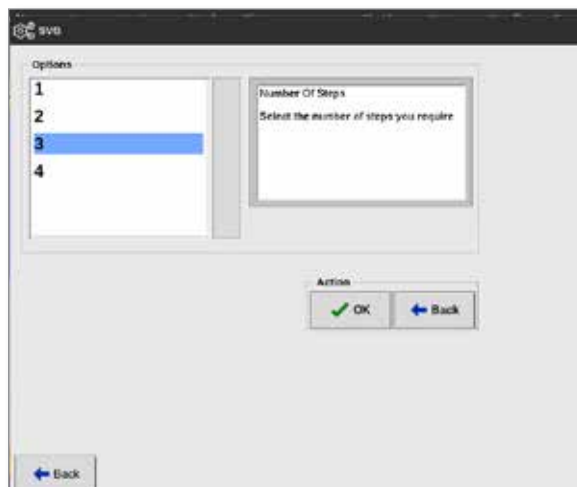 SVG
Options
1
2
3
4
Number Of Steps
Select the number of steps you require
Action
OK
Back
Back